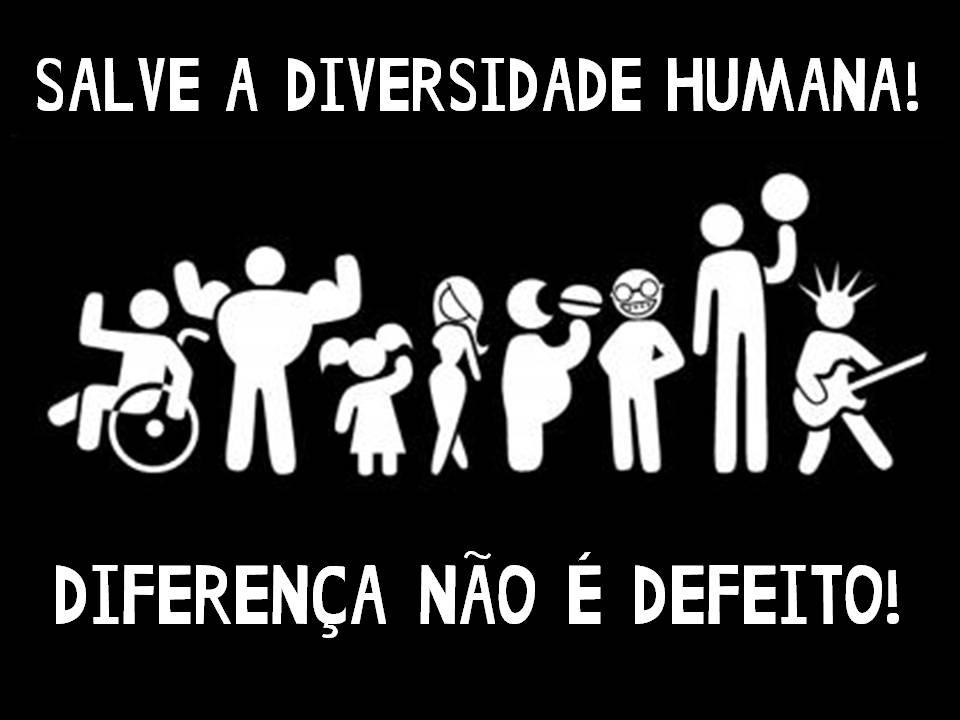 SALVE A DIVERSIDADE HUMANA!
DIFERENÇA NÃO É DEFEITO!